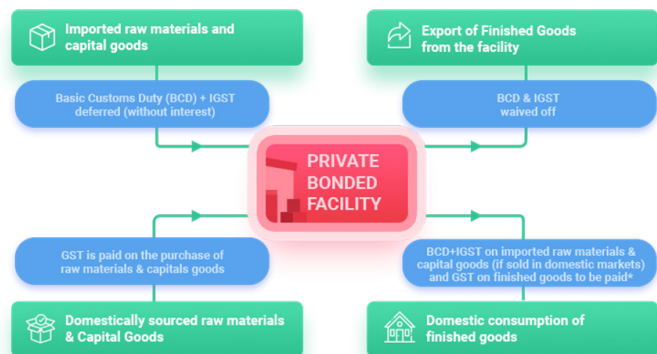 Imported raw materials and
capital goods
Export of Finished Goods
from the facility
Basic Customs Duty (BCD) + IGST
deferred (without interest)
BCD & IGST
waived off
PRIVATE
BONDED
FACILITY
GST is paid on the purchase of
raw materials & capitals goods
BCD+IGST on imported raw materials &
capital goods (if sold in domestic markets)
and GST on finished goods to be paid*
Domestically sourced raw materials
& Capital Goods
Domestic consumption of
finished goods